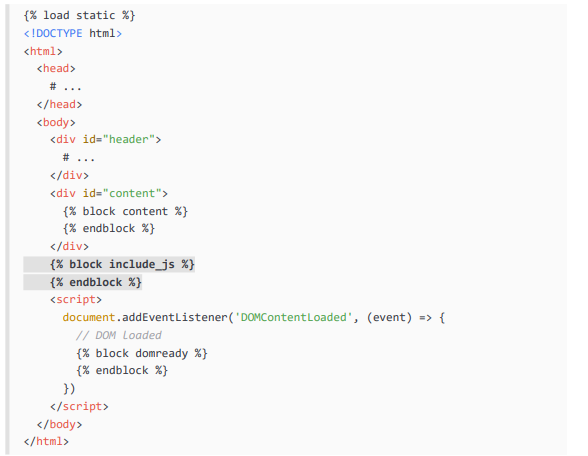 {% load static %}
<!DOCTYPE html>
<html>
<head>
# ...
</head>
<body>
<div id="header">
# ...
</div>
<div id="content">
{% block content %}
{% endblock %}
</div>
{% block include_js %}
{% endblock %}
<script>
document.addEventListener('DOMContentLoaded', (event) => {
// DOM loaded
{% block domready %}
{% endblock %}
})
</script>
</body>
</html>